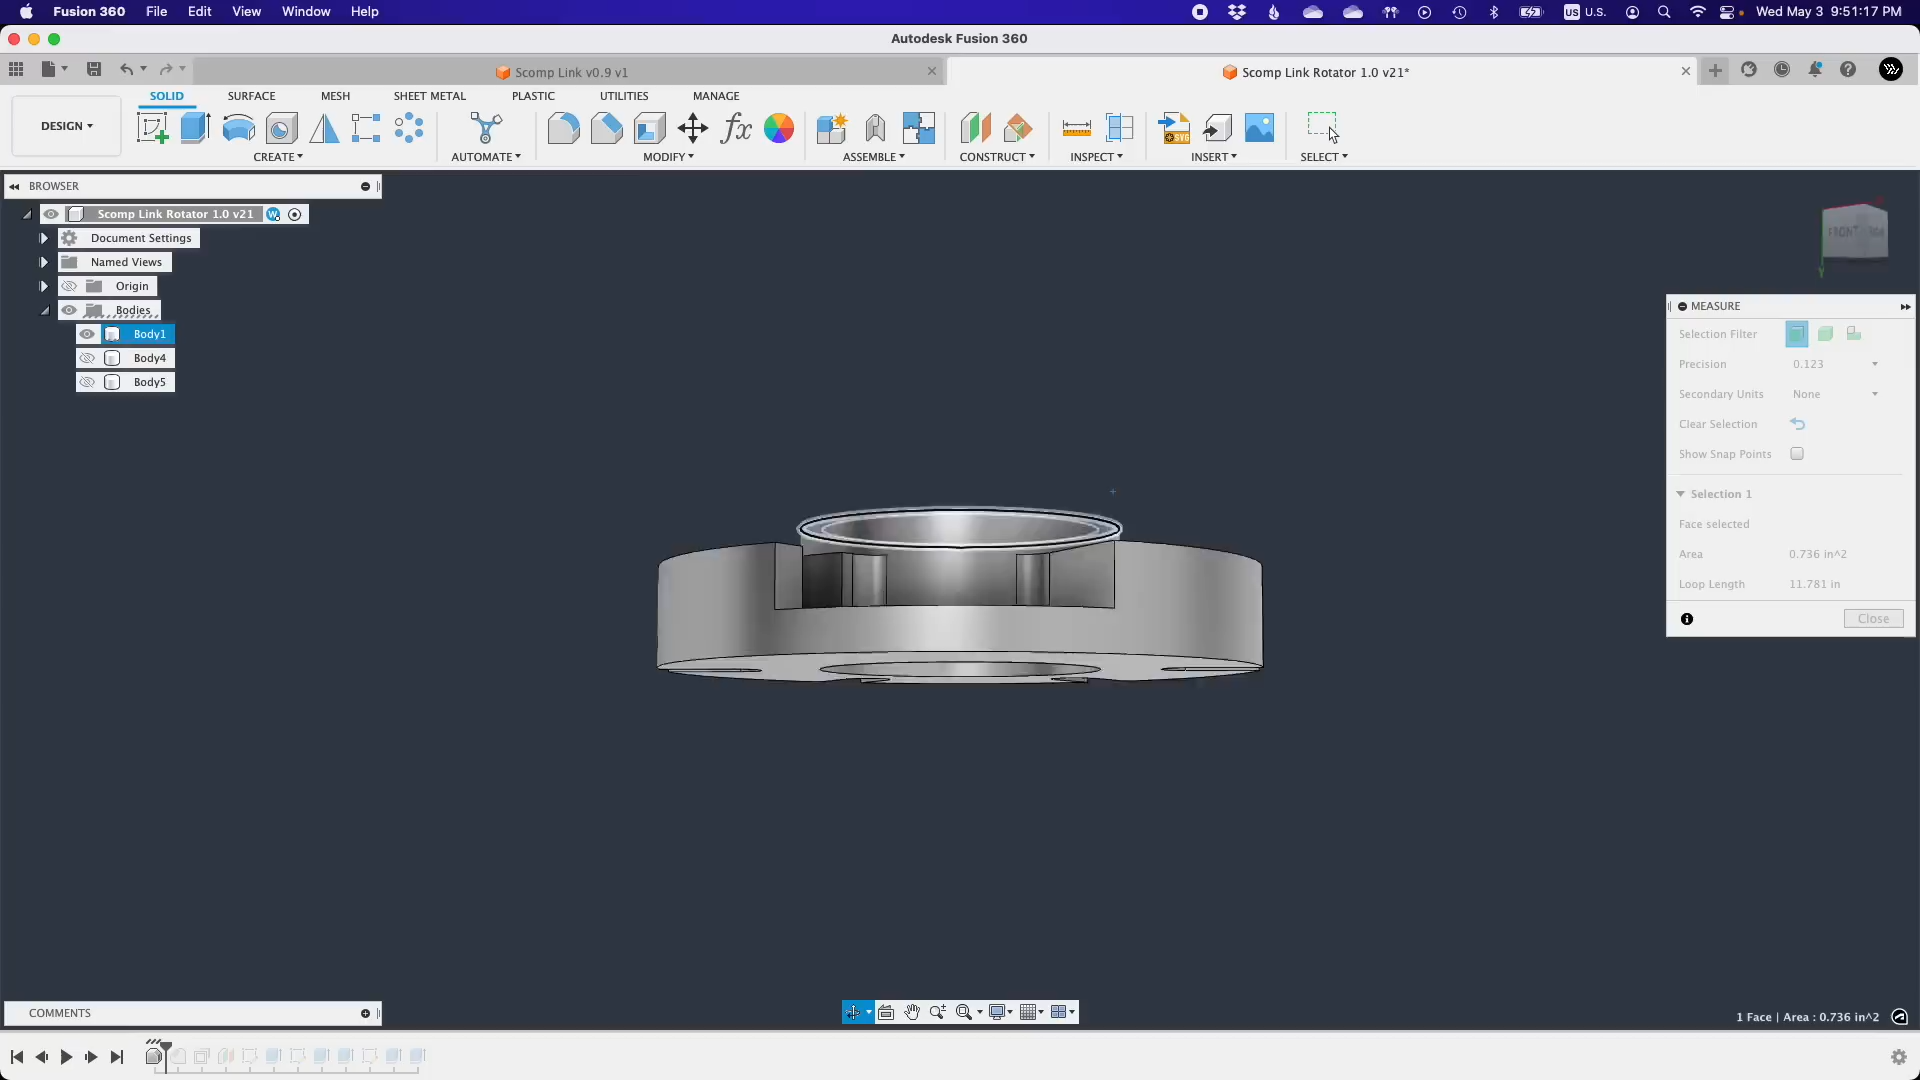 Fusion 360 File Edit View Window Help US U.S. Wed May 3 9:51:17 PM
Autodesk Fusion 360
Scomp Link v0.9 v1 Scomp Link Rotator 1.0 v21*
SOLID SURFACE MESH SHEET METAL PLASTIC UTILITIES MANAGE
DESIGN
fx
SVG
CREATE AUTOMATE MODIFY ASSEMBLE CONSTRUCT INSPECT INSERT SELECT
BROWSER
Scomp Link Rotator 1.0 v21 W
Document Settings
Named Views
Origin
Bodies
Body1
Body4
Body5
FRONT
MEASURE
Selection Filter
Precision 0.123
Secondary Units None
Clear Selection
Show Snap Points
Selection 1
Face selected
Area 0.736 in^2
Loop Length 11.781 in
Close
COMMENTS
1 Face | Area : 0.736 in^2